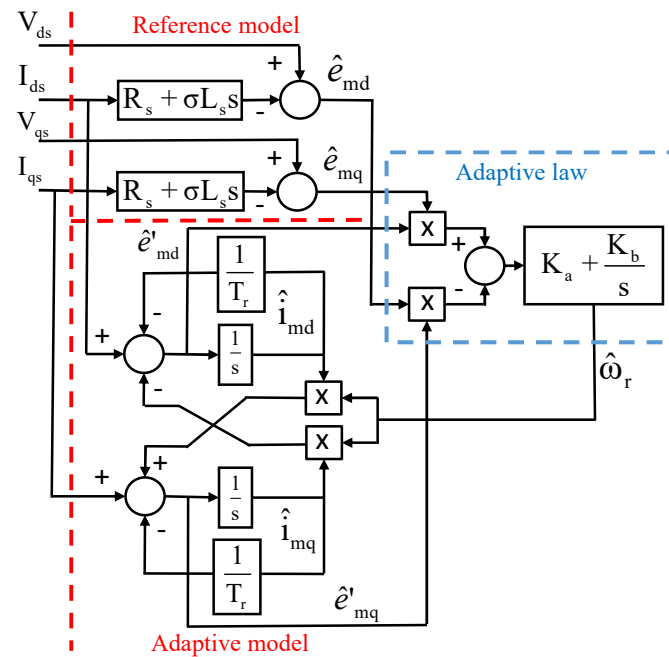 V_ds
Reference model
+
ê_md
I_ds
R_s + σL_s s
-
V_qs
+
ê_mq
I_qs
R_s + σL_s s
-
Adaptive law
X
ê'_md
+
1
T_r
K_a + K_b
s
-
î_md
X
-
+
1
s
ω̂_r
-
X
X
+
+
1
s
-
î_mq
1
T_r
ê'_mq
Adaptive model